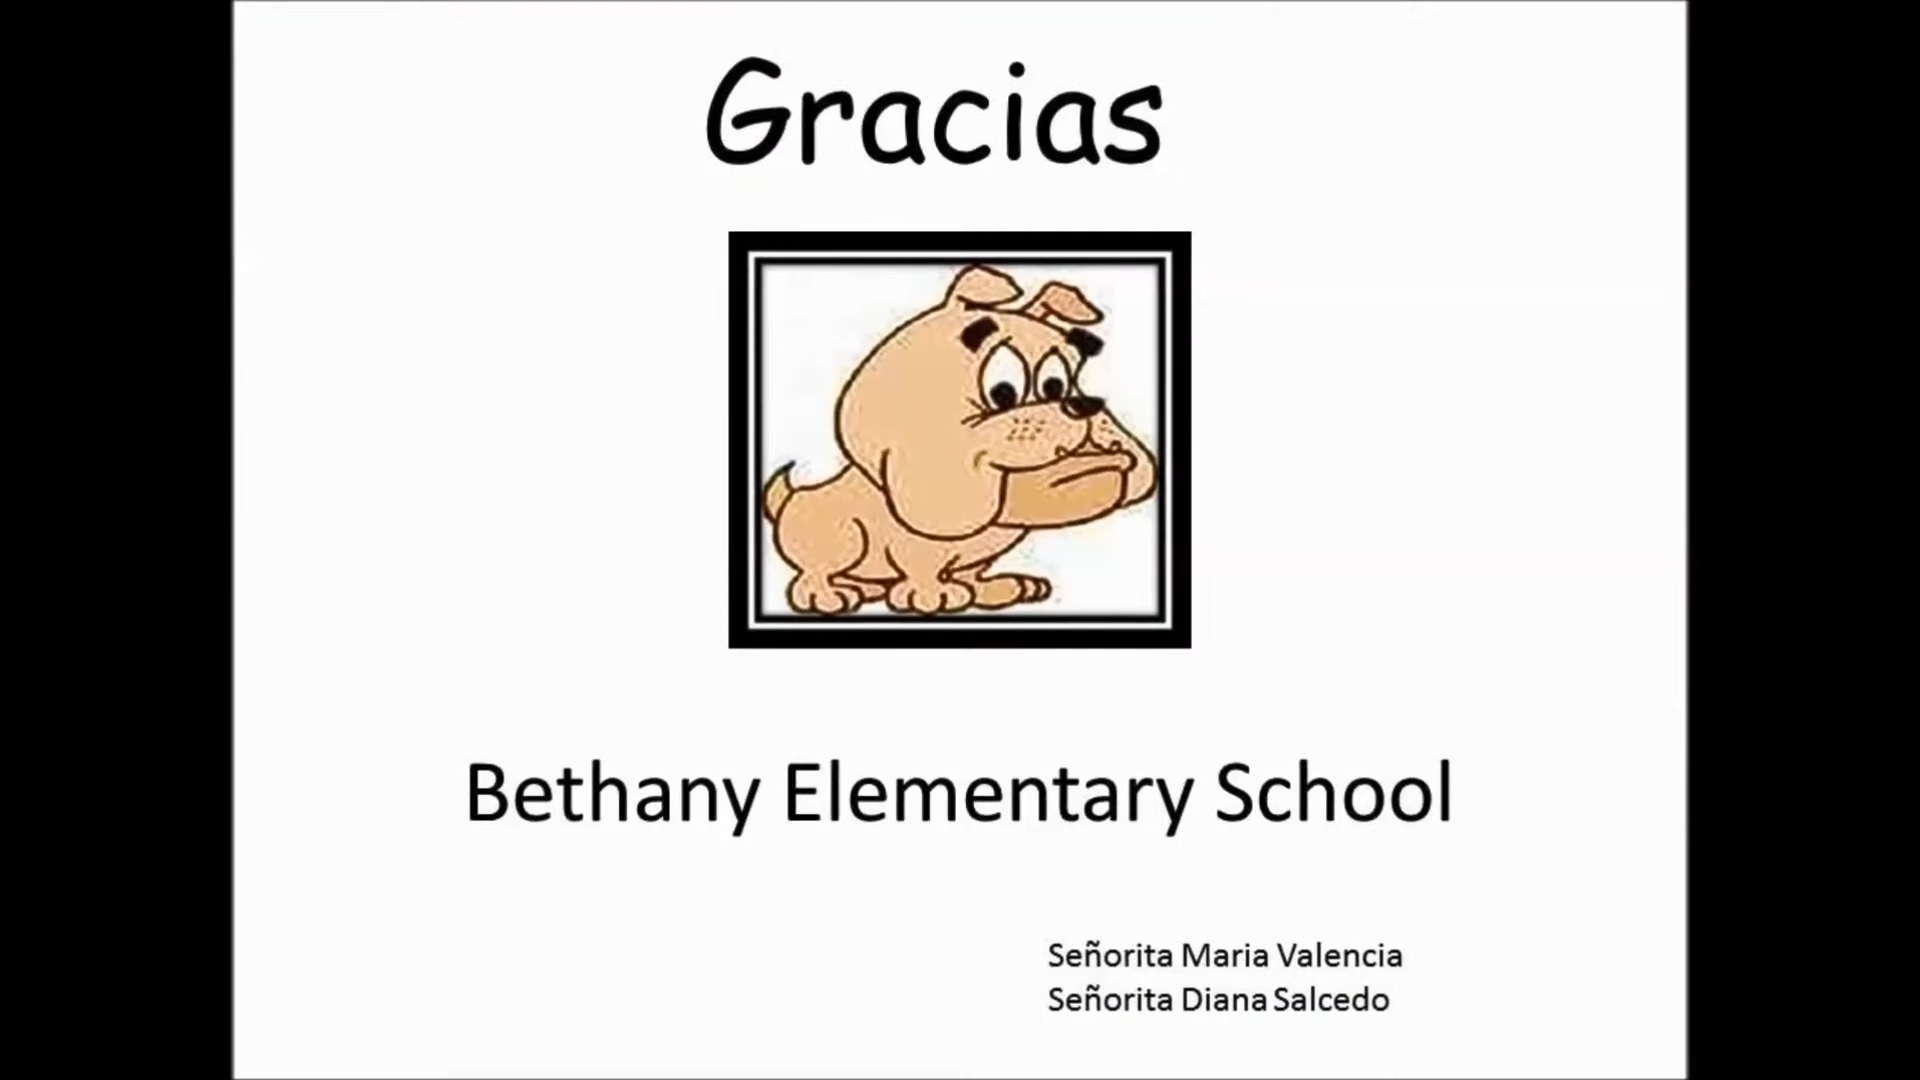 Gracias
Bethany Elementary School
Señorita Maria Valencia
Señorita Diana Salcedo